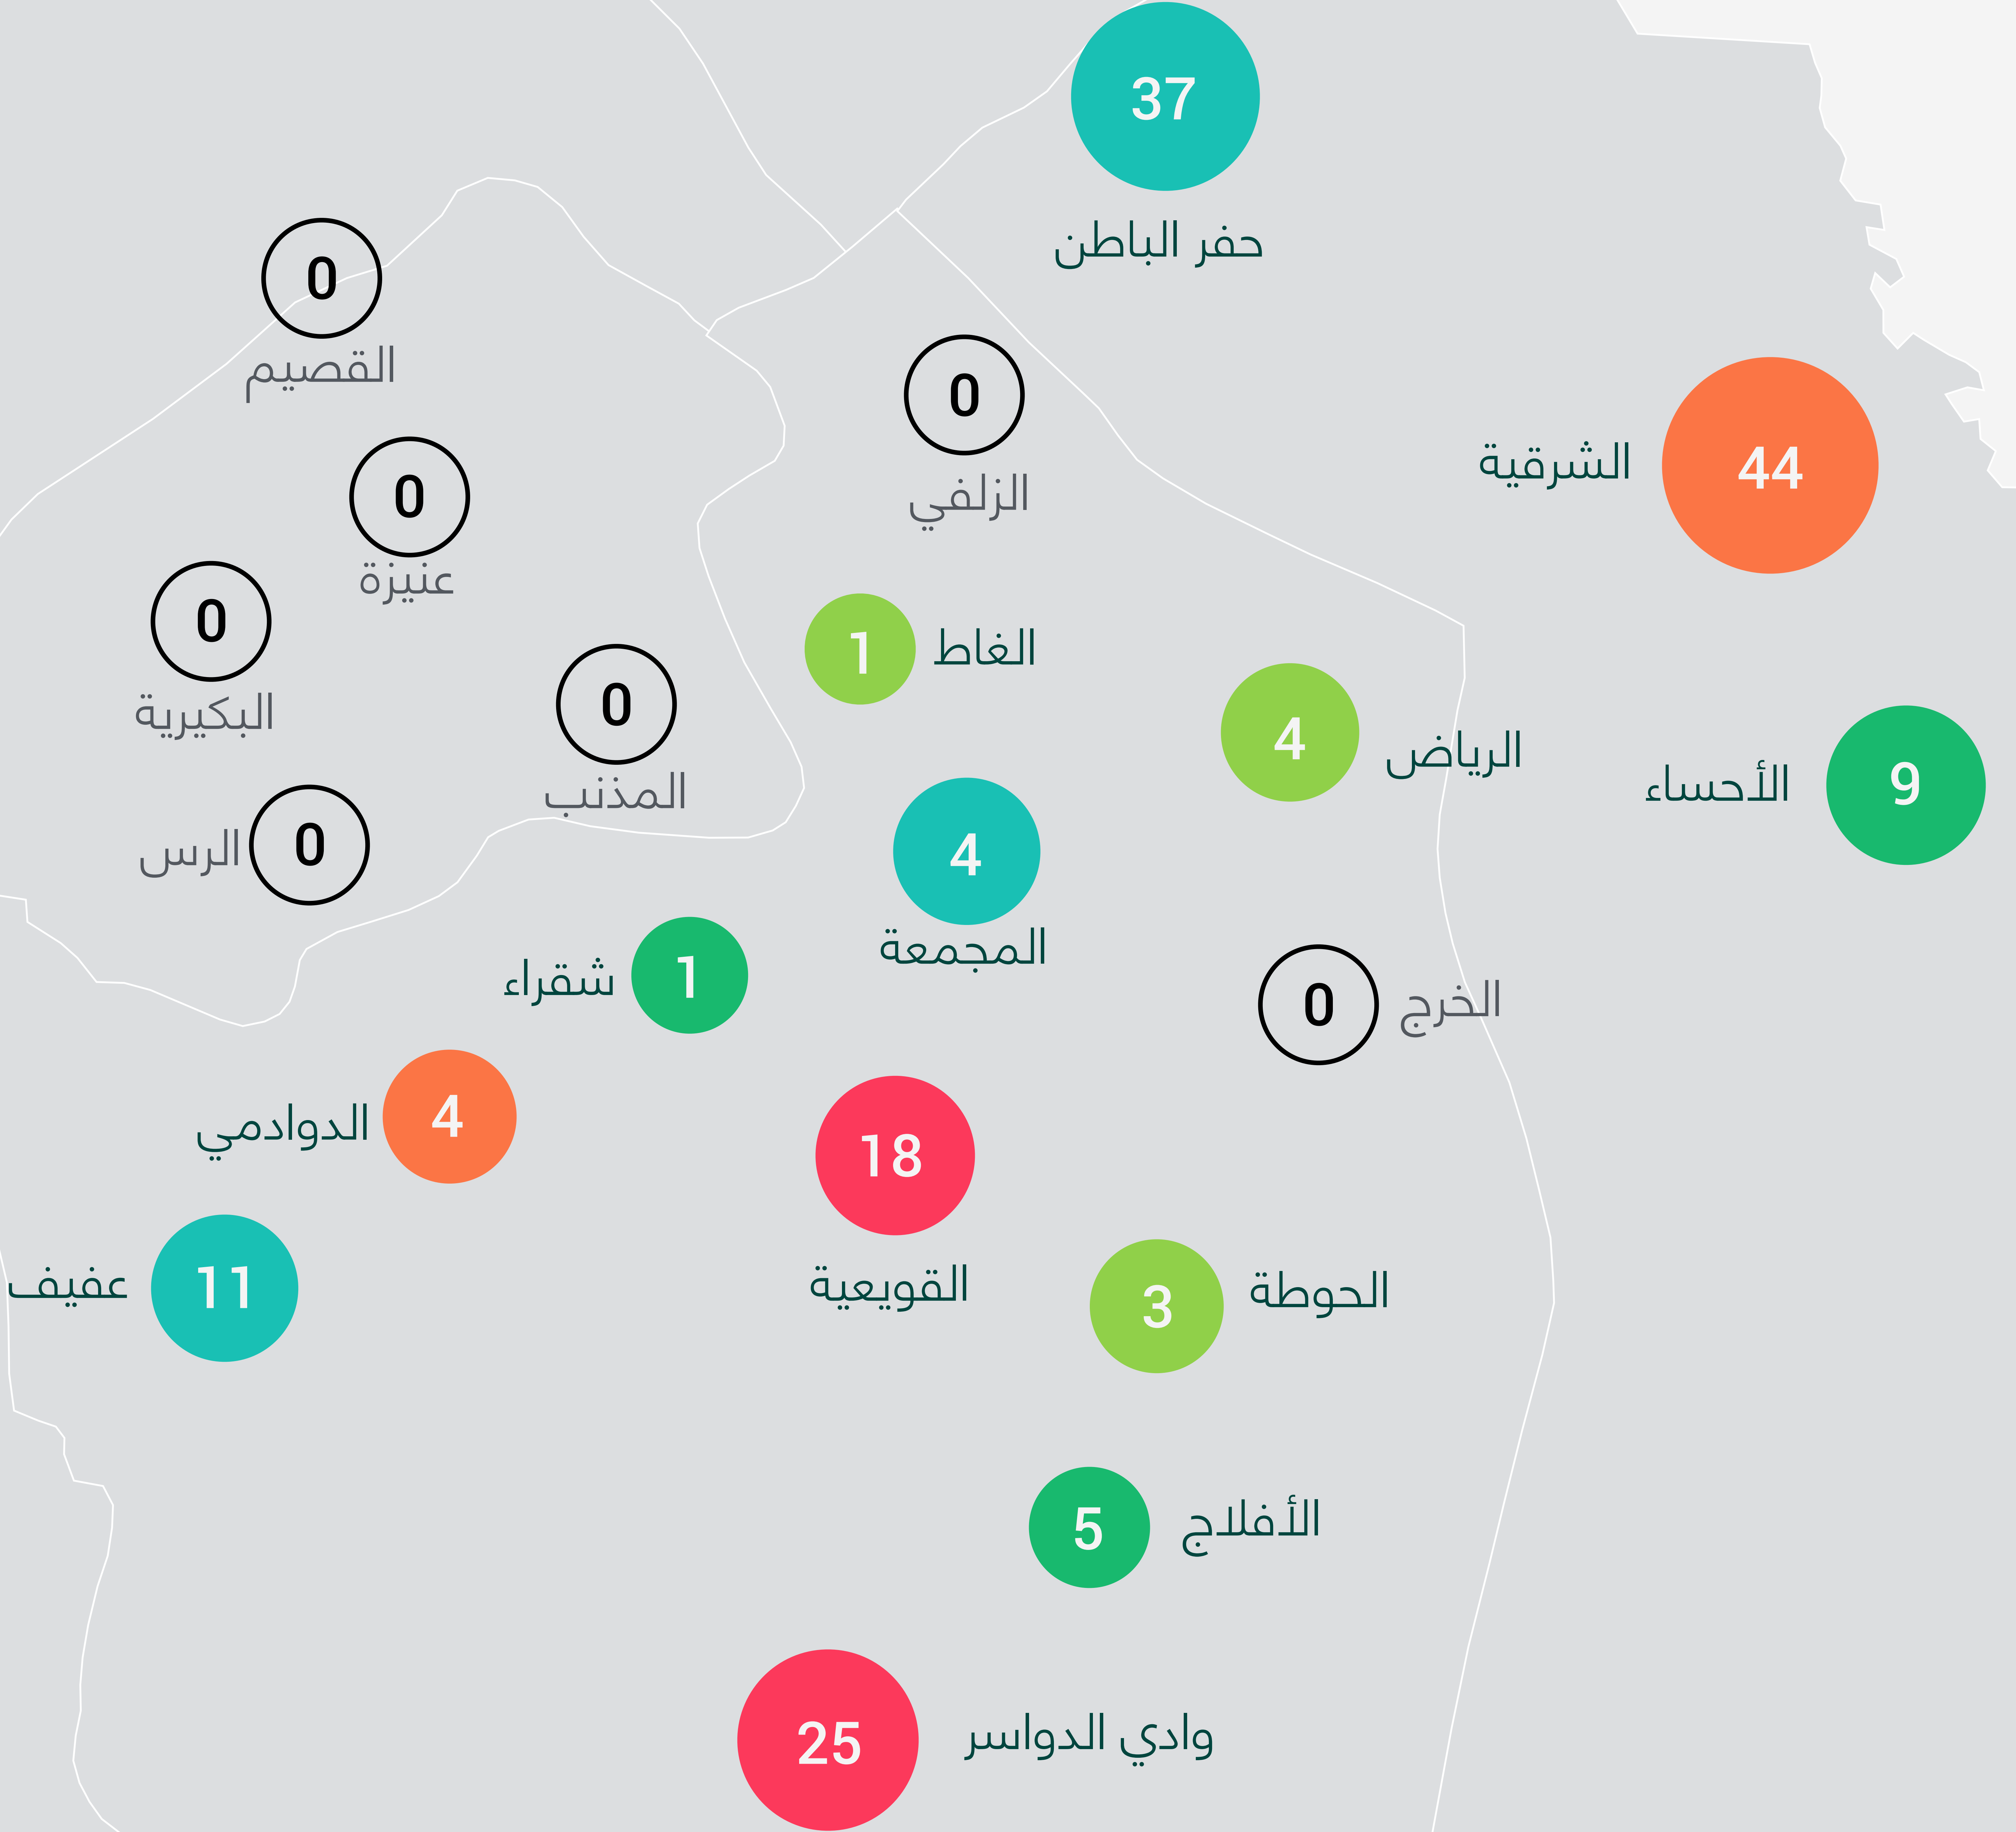 37
حفر الباطن
0
القصيم
0
الزلفي
44
الشرقية
0
عنيزة
0
البكيرية
1
الغاط
0
المذنب
4
الرياض
9
الأحساء
0
الرس
4
المجمعة
1
شقراء
0
الخرج
4
الدوادمي
18
القويعية
11
عفيف
3
الحوطة
5
الأفلاج
25
وادي الدواسر